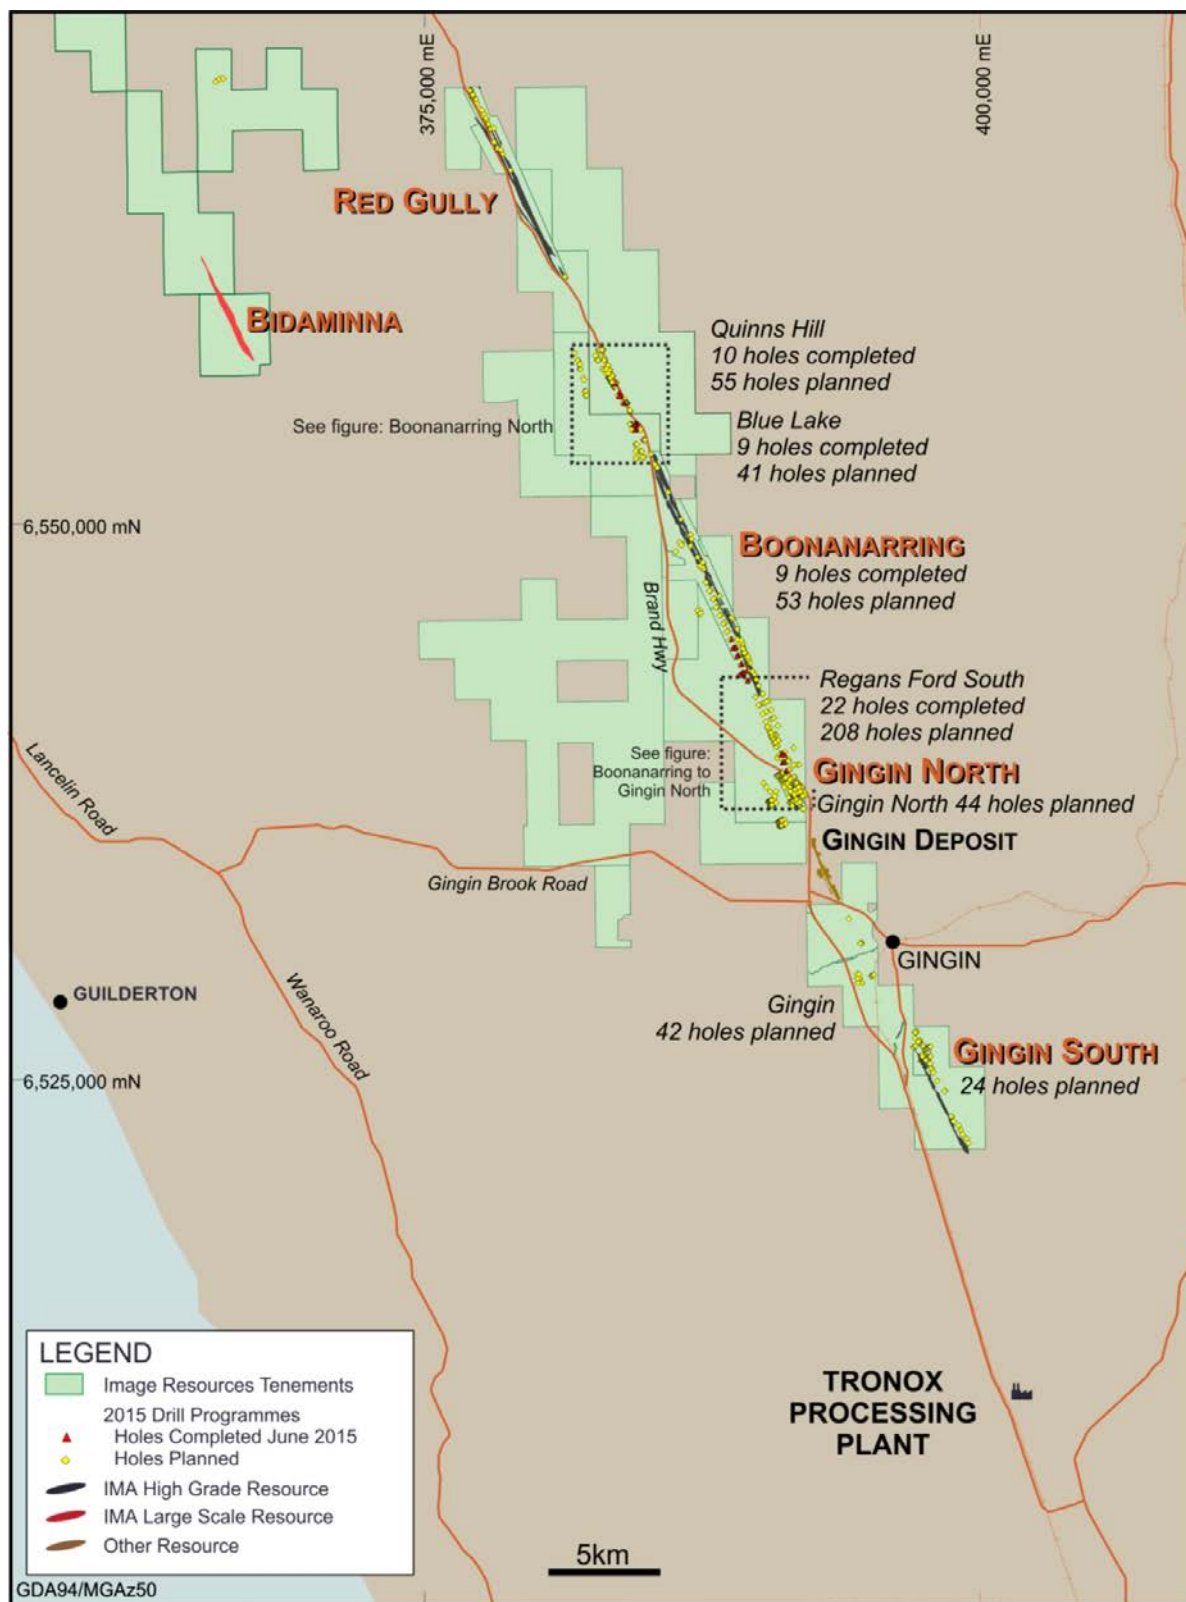 375,000 mE
400,000 mE
RED GULLY
BIDAMINNA
Quinns Hill
10 holes completed
55 holes planned
See figure: Boonanarring North
Blue Lake
9 holes completed
41 holes planned
6,550,000 mN
BOONANARRING
9 holes completed
53 holes planned
Brand Hwy
Regans Ford South
22 holes completed
208 holes planned
See figure:
Boonanarring to
Gingin North
GINGIN NORTH
Gingin North 44 holes planned
Lancelin Road
GINGIN DEPOSIT
Gingin Brook Road
GINGIN
GUILDERTON
Wanaroo Road
Gingin
42 holes planned
GINGIN SOUTH
24 holes planned
6,525,000 mN
TRONOX
PROCESSING
PLANT
LEGEND
Image Resources Tenements
2015 Drill Programmes
Holes Completed June 2015
Holes Planned
IMA High Grade Resource
IMA Large Scale Resource
Other Resource
5km
GDA94/MGAz50